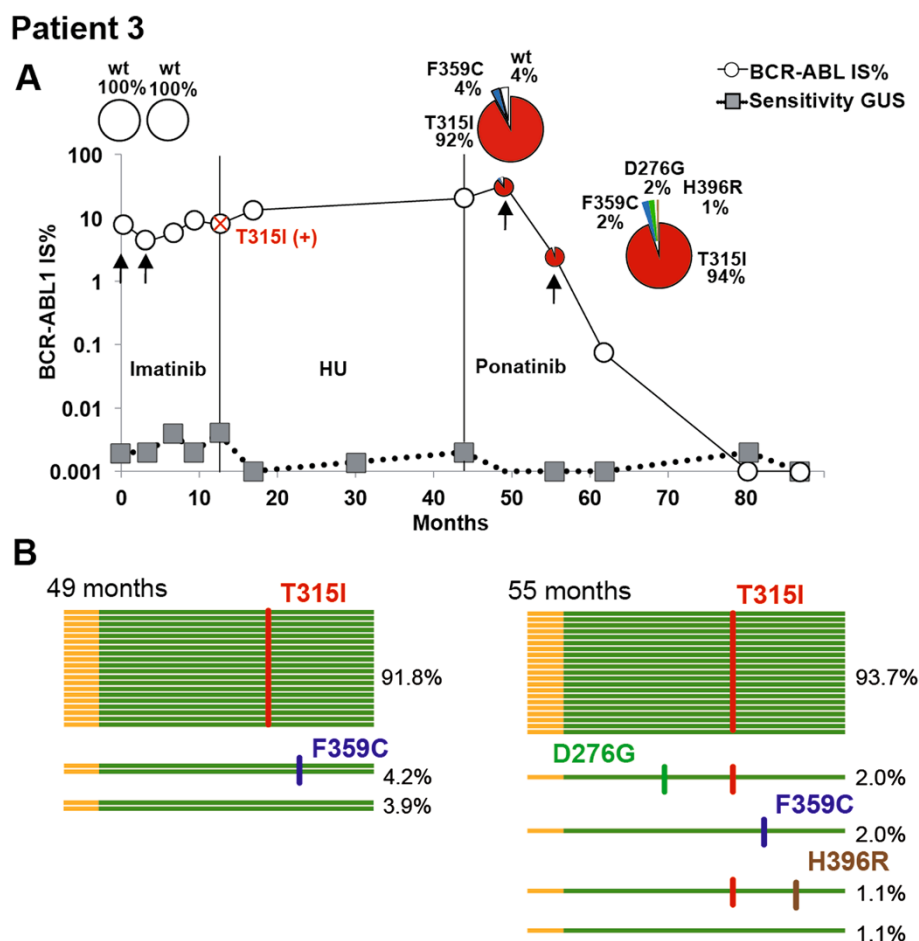 Patient 3
A
wt
100%
wt
100%
F359C
4%
wt
4%
T315I
92%
BCR-ABL IS%
Sensitivity GUS
D276G
2%
H396R
1%
F359C
2%
T315I
94%
BCR-ABL1 IS%
100
10
1
0.1
0.01
0.001
T315I (+)
Imatinib
HU
Ponatinib
0 10 20 30 40 50 60 70 80
Months
B
49 months
T315I
91.8%
F359C
4.2%
3.9%
55 months
T315I
93.7%
D276G
2.0%
F359C
2.0%
H396R
1.1%
1.1%